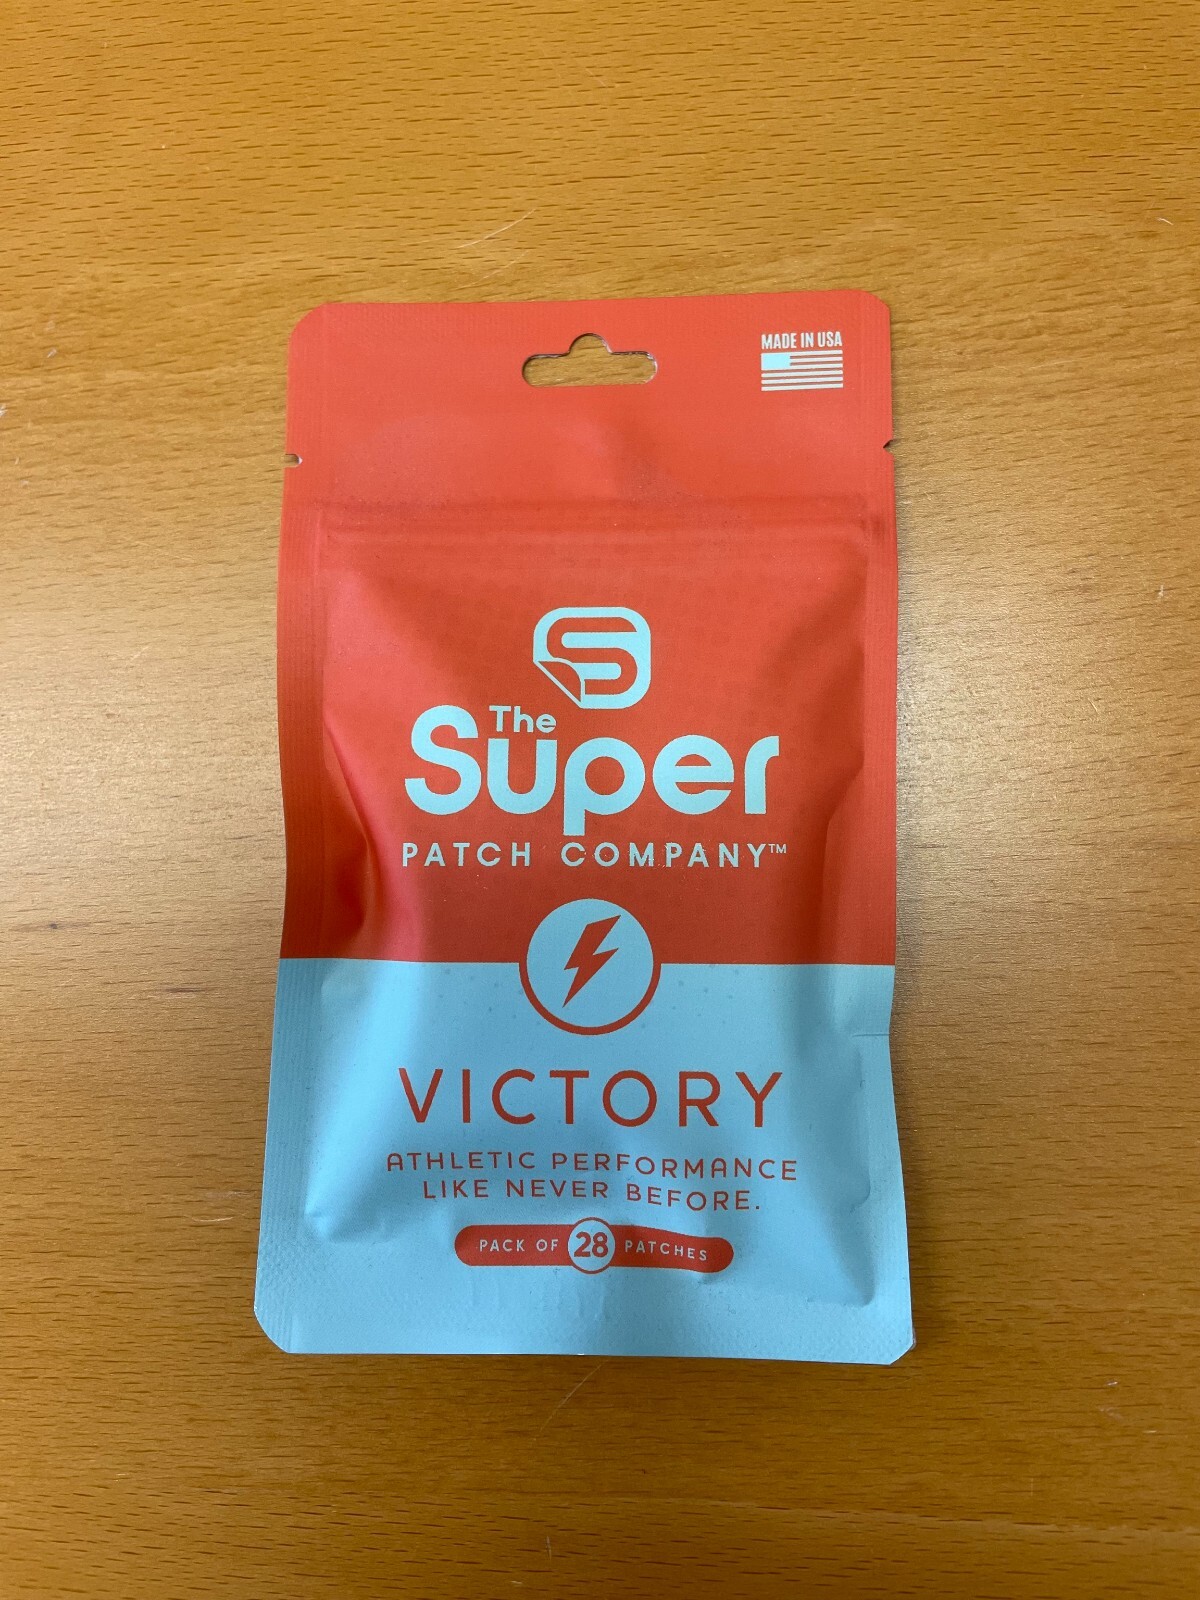 MADE IN USA
S
The
Super
PATCH COMPANY™
VICTORY
ATHLETIC PERFORMANCE
LIKE NEVER BEFORE.
PACK OF 28 PATCHES